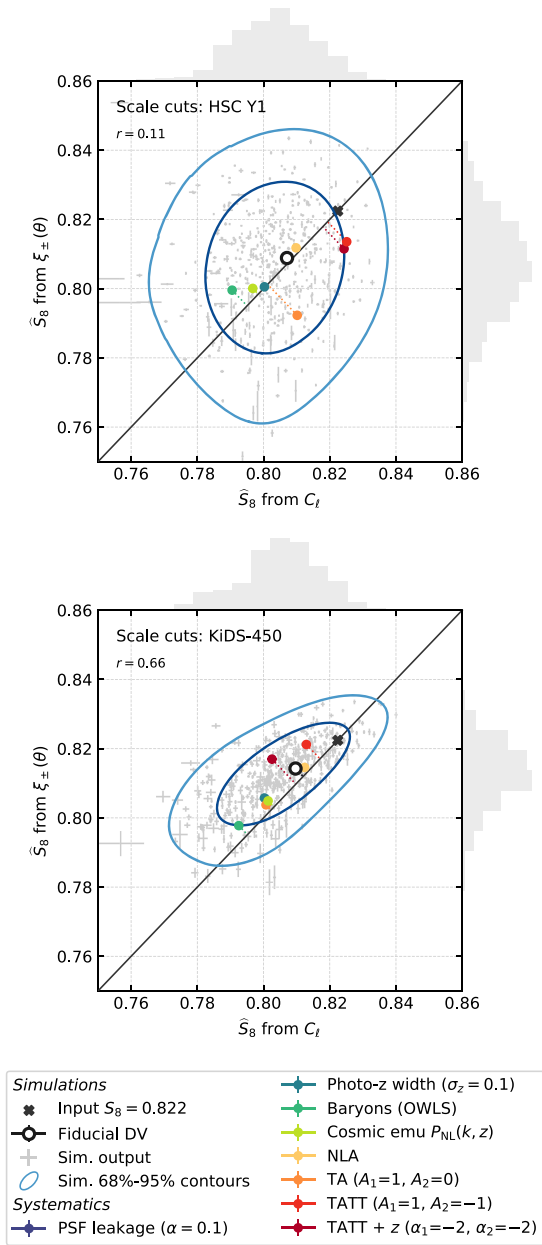 0.86
0.84
0.82
0.80
0.78
0.76
Scale cuts: HSC Y1
r = 0.11
Ŝ₈ from ξ±(θ)
0.76 0.78 0.80 0.82 0.84 0.86
Ŝ₈ from Cℓ
0.86
0.84
0.82
0.80
0.78
0.76
Scale cuts: KiDS-450
r = 0.66
Ŝ₈ from ξ±(θ)
0.76 0.78 0.80 0.82 0.84 0.86
Ŝ₈ from Cℓ
Simulations
Input S₈ = 0.822
Fiducial DV
Sim. output
Sim. 68%-95% contours
Systematics
PSF leakage (α = 0.1)
Photo-z width (σ_z = 0.1)
Baryons (OWLS)
Cosmic emu P_NL(k, z)
NLA
TA (A₁=1, A₂=0)
TATT (A₁=1, A₂=−1)
TATT + z (α₁=−2, α₂=−2)